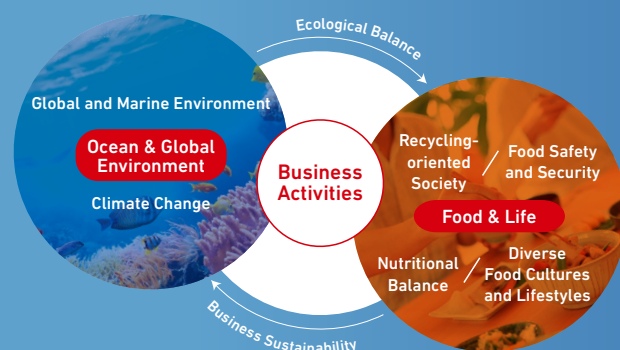 Ecological Balance
Global and Marine Environment
Ocean & Global
Environment
Climate Change
Business
Activities
Recycling-
oriented
Society
Food Safety
and Security
Food & Life
Nutritional
Balance
Diverse
Food Cultures
and Lifestyles
Business Sustainability